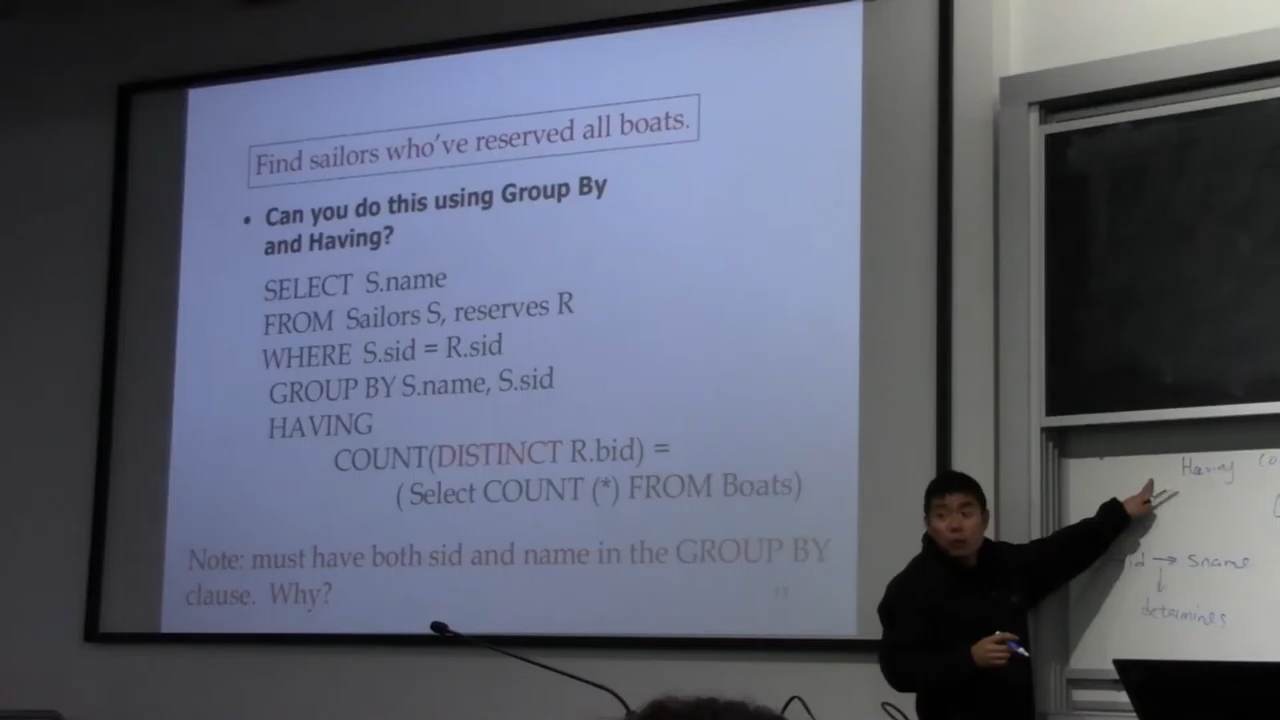 Find sailors who've reserved all boats.
• Can you do this using Group By
and Having?
SELECT S.name
FROM Sailors S, reserves R
WHERE S.sid = R.sid
GROUP BY S.name, S.sid
HAVING
COUNT(DISTINCT R.bid) =
( Select COUNT (*) FROM Boats)
Note: must have both sid and name in the GROUP BY
clause. Why?
Having
→ sname
↓
determines